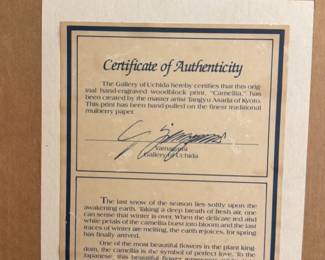 Certificate of Authenticity
The Gallery of Uchida hereby certifies that this orig-
inal hand-engraved woodblock print, "Camellia," has
been created by the master artist Tangyu Asada of Kyoto.
This print has been hand pulled on the finest traditional
mulberry paper.
Yamagami
Gallery of Uchida
The last snow of the season lies softly upon the
awakening earth. Taking a deep breath of fresh air, one
can sense that winter is over. When the delicate red and
white petals of the camellia burst into bloom and the last
traces of winter are melting, the earth rejoices, for spring
has finally arrived.
One of the most beautiful flowers in the plant king-
dom, the camellia is the symbol of perfect love. To the
Japanese, this beautiful flower